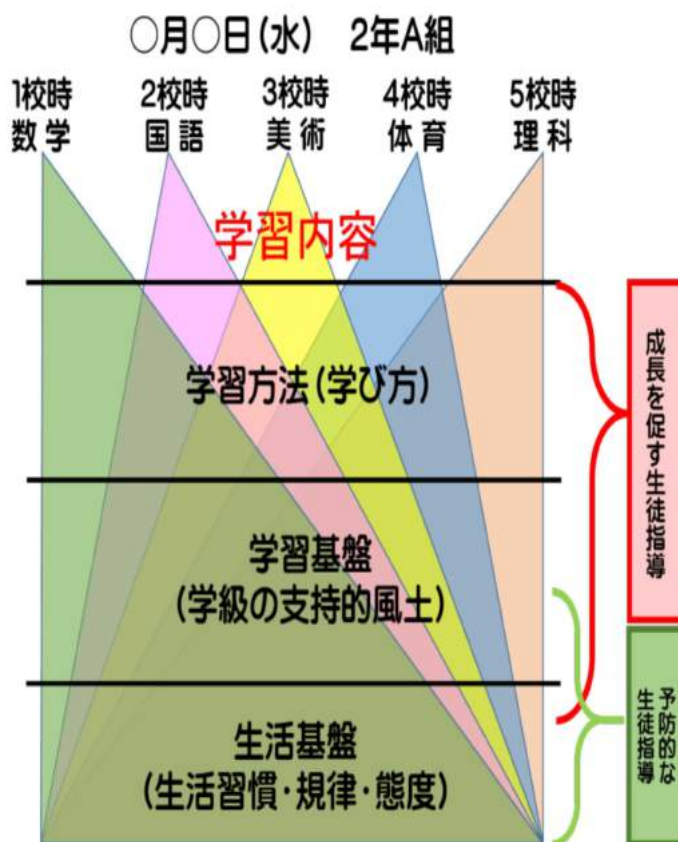 ○月○日(水) 2年A組
1校時 2校時 3校時 4校時 5校時
数学 国語 美術 体育 理科
学習内容
学習方法(学び方)
学習基盤
(学級の支持的風土)
生活基盤
(生活習慣・規律・態度)
成長を促す生徒指導
予防的な
生徒指導